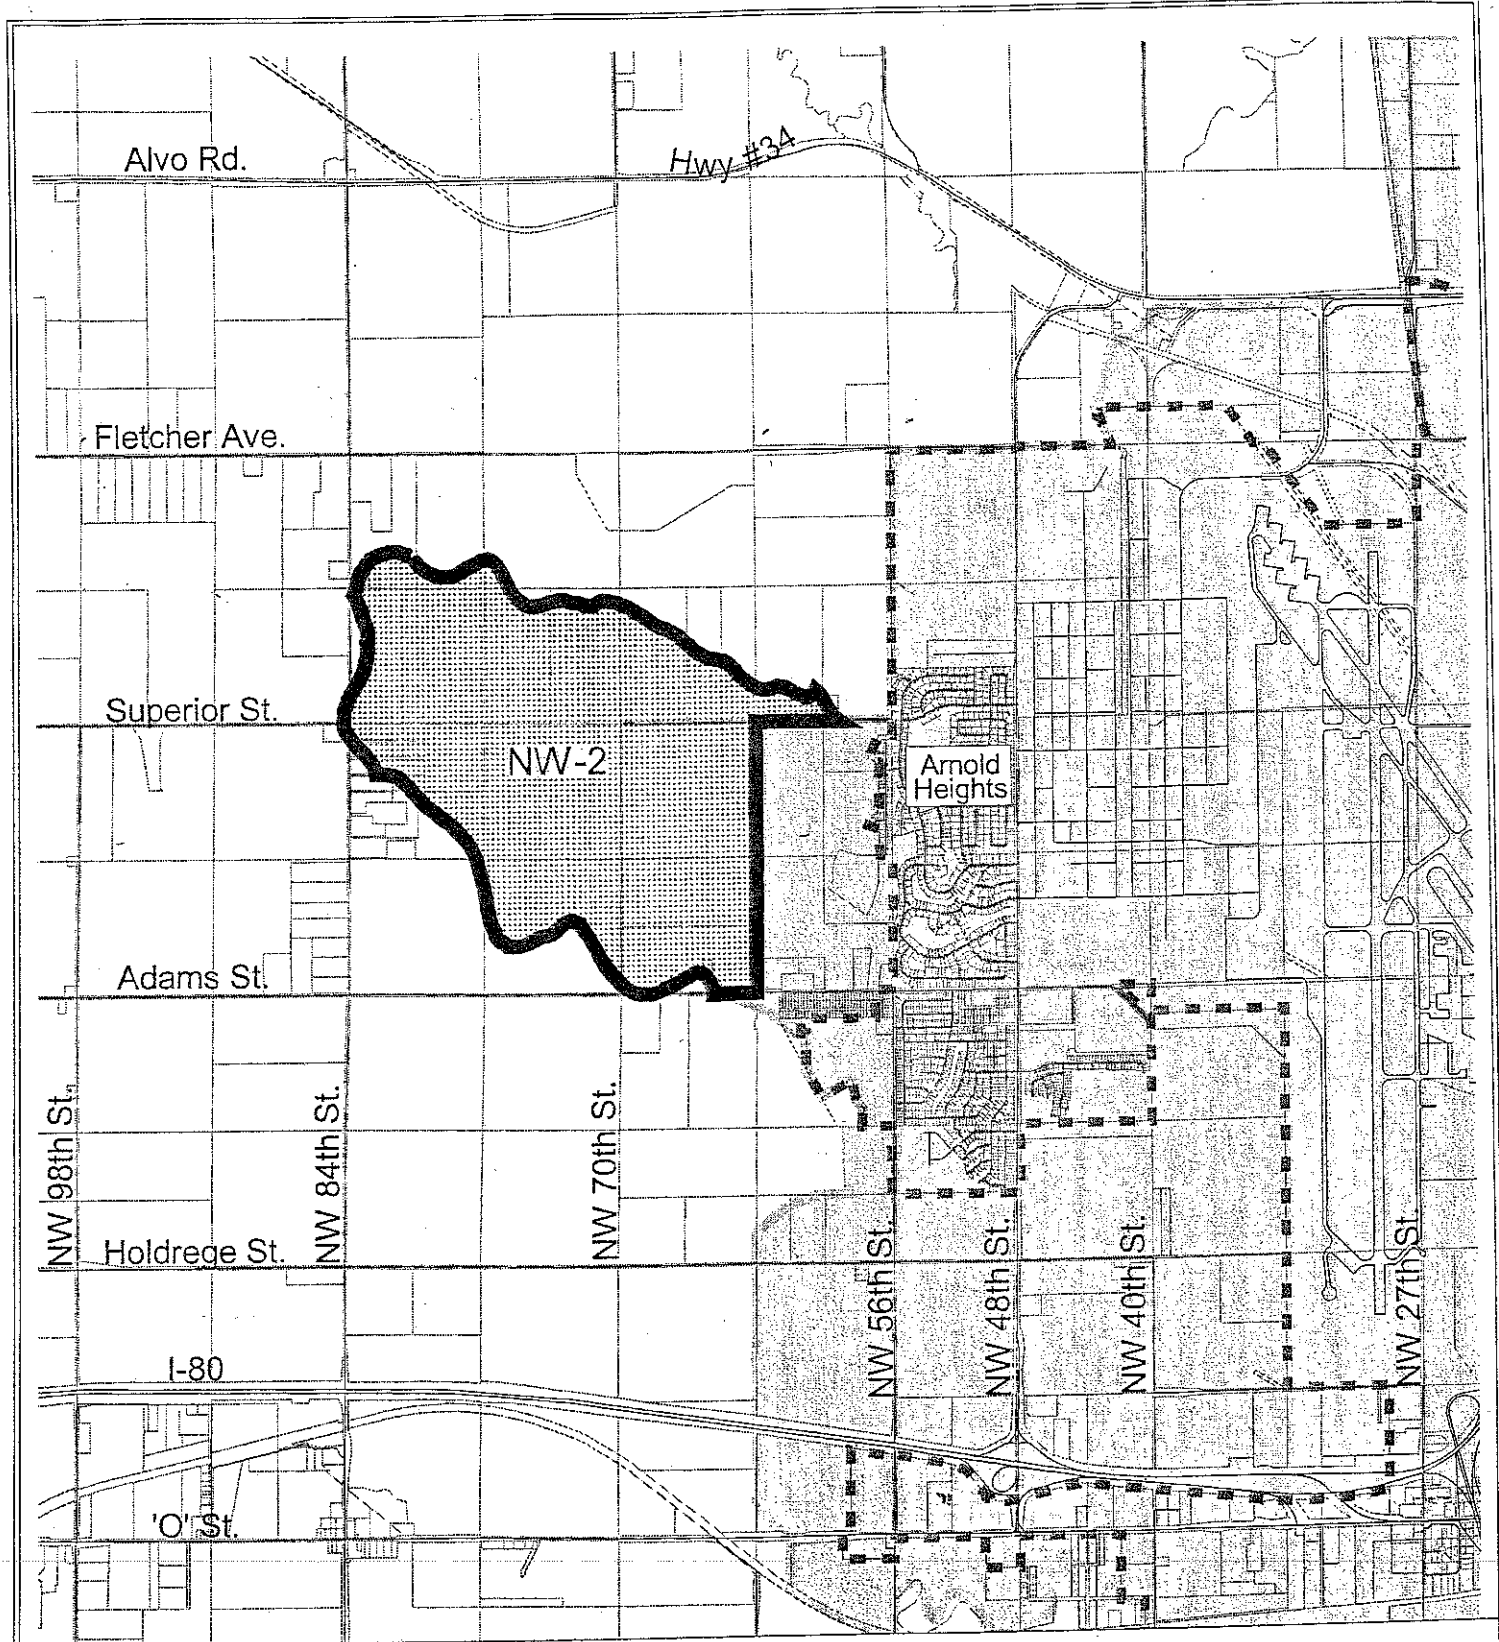 Alvo Rd.
Hwy #34
Fletcher Ave.
Superior St.
NW-2
Arnold
Heights
Adams St.
NW 98th St.
NW 84th St.
NW 70th St.
Holdrege St.
NW 56th St.
NW 48th St.
NW 40th St.
NW 27th St.
I-80
'O' St.